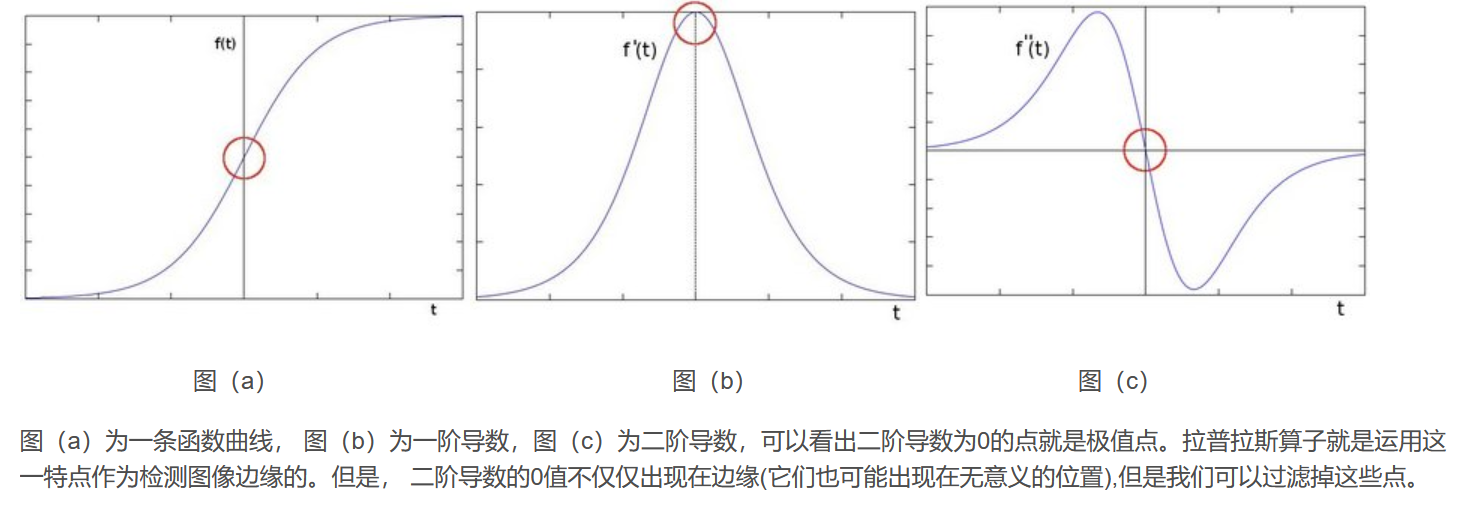 f(t)
f'(t)
f''(t)
t
t
t
图（a）
图（b）
图（c）
图（a）为一条函数曲线， 图（b）为一阶导数，图（c）为二阶导数，可以看出二阶导数为0的点就是极值点。拉普拉斯算子就是运用这
一特点作为检测图像边缘的。但是， 二阶导数的0值不仅仅出现在边缘(它们也可能出现在无意义的位置),但是我们可以过滤掉这些点。